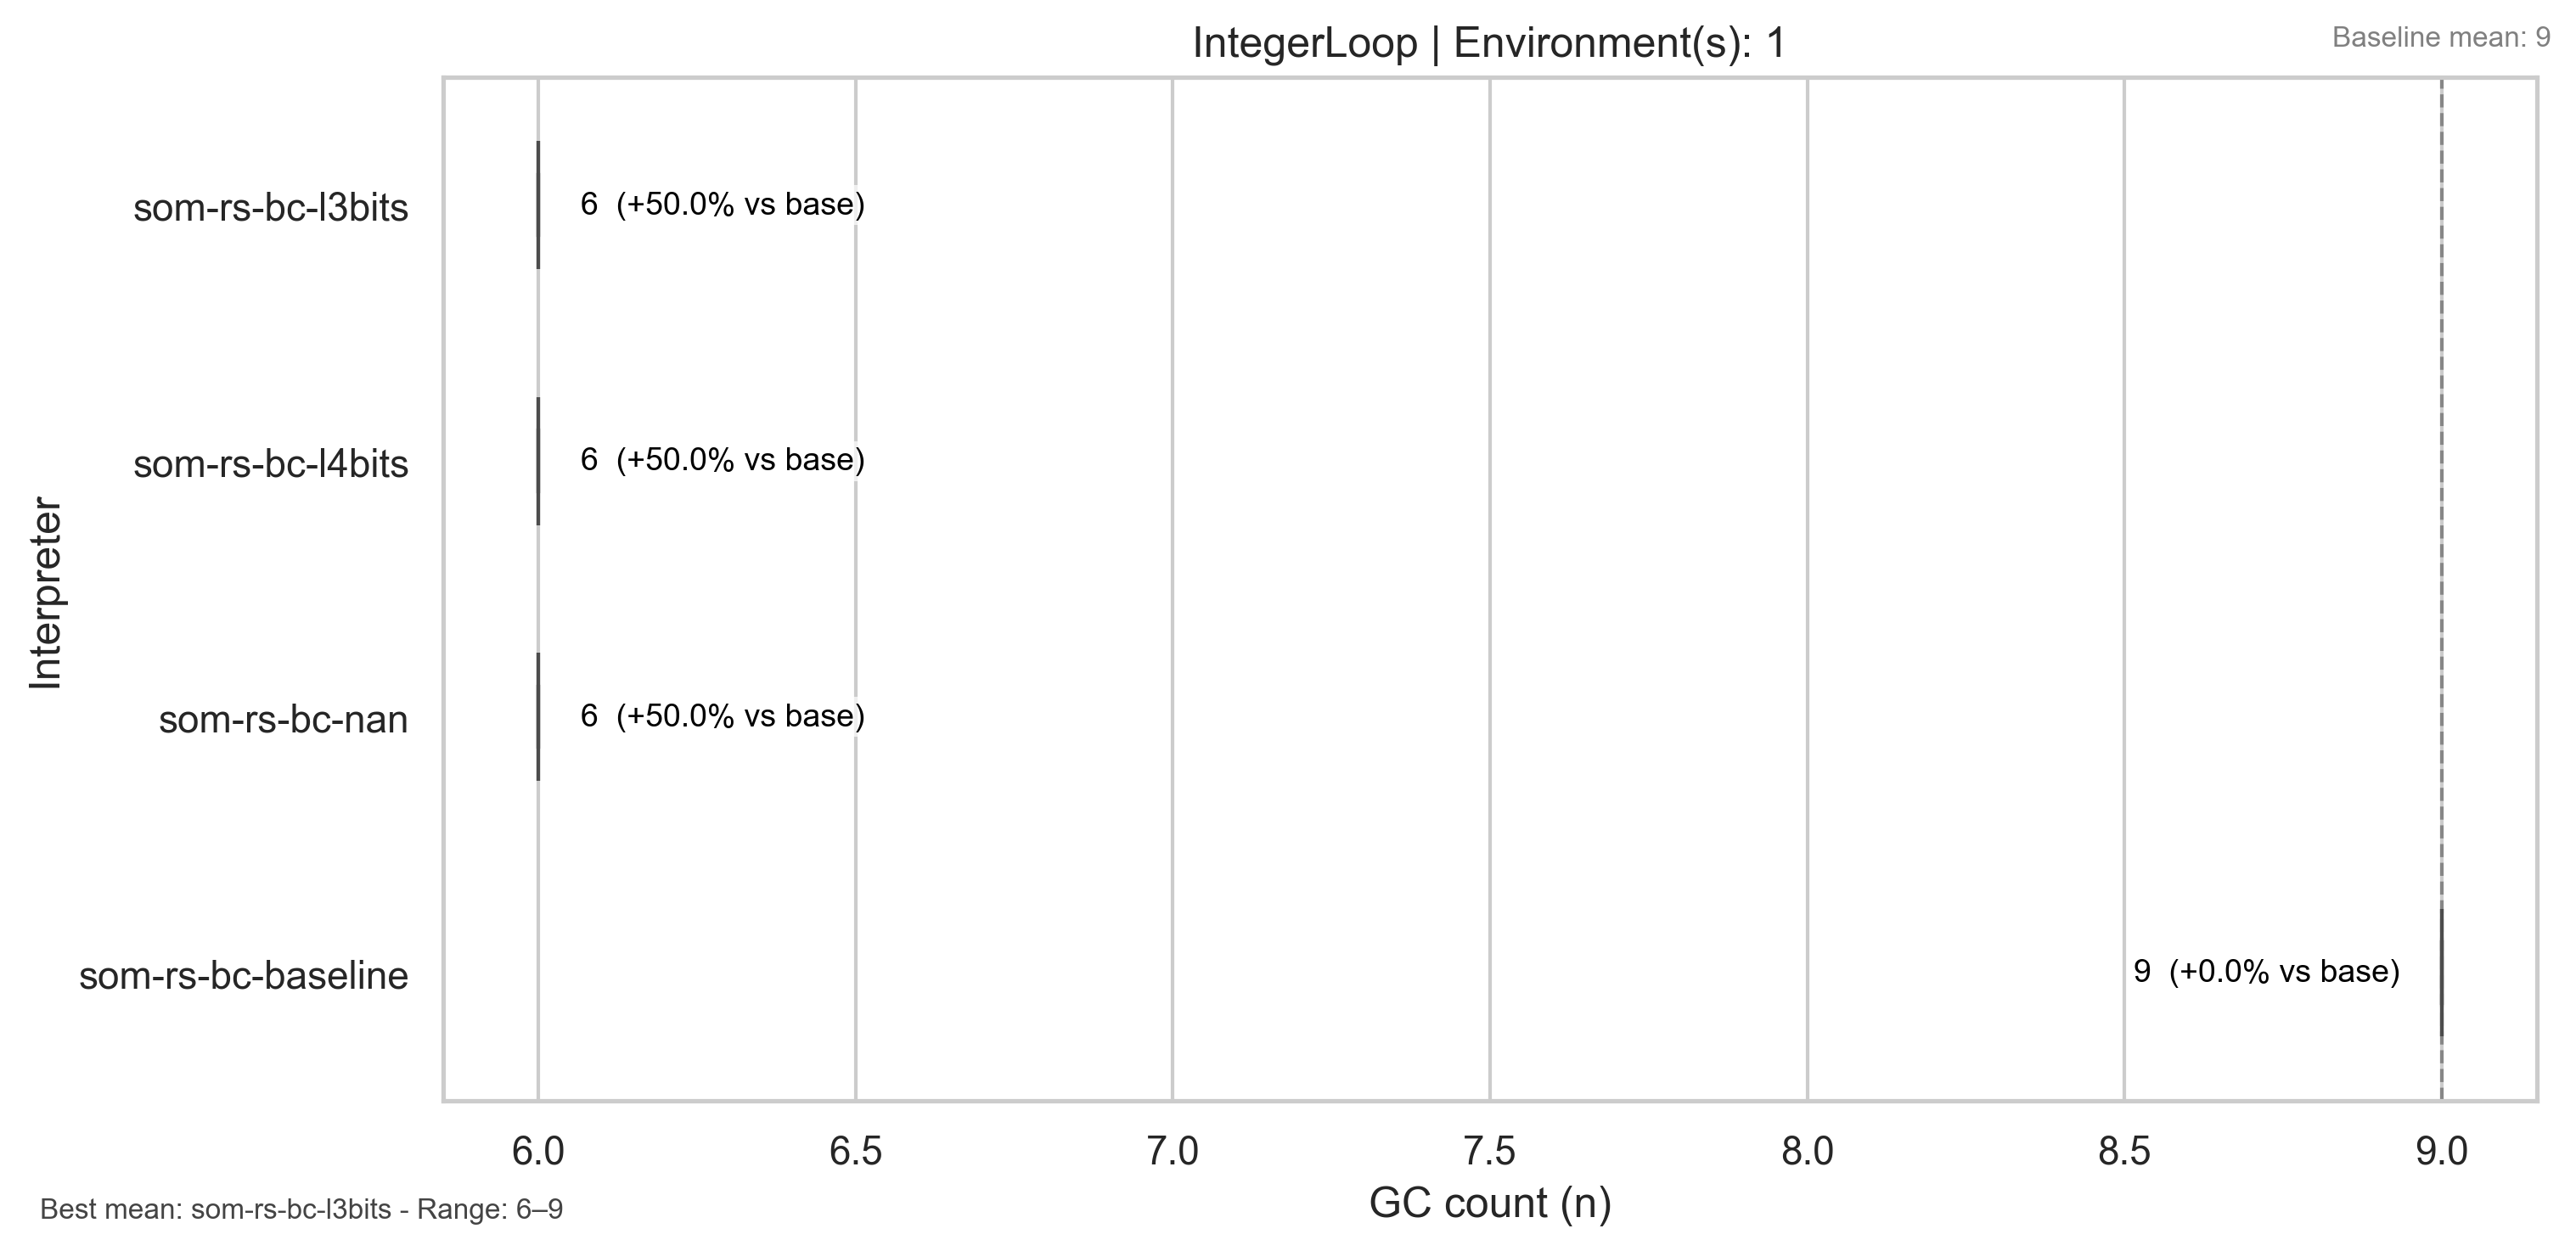 IntegerLoop | Environment(s): 1
Baseline mean: 9
Interpreter
som-rs-bc-l3bits
6 (+50.0% vs base)
som-rs-bc-l4bits
6 (+50.0% vs base)
som-rs-bc-nan
6 (+50.0% vs base)
som-rs-bc-baseline
9 (+0.0% vs base)
6.0 6.5 7.0 7.5 8.0 8.5 9.0
GC count (n)
Best mean: som-rs-bc-l3bits - Range: 6–9